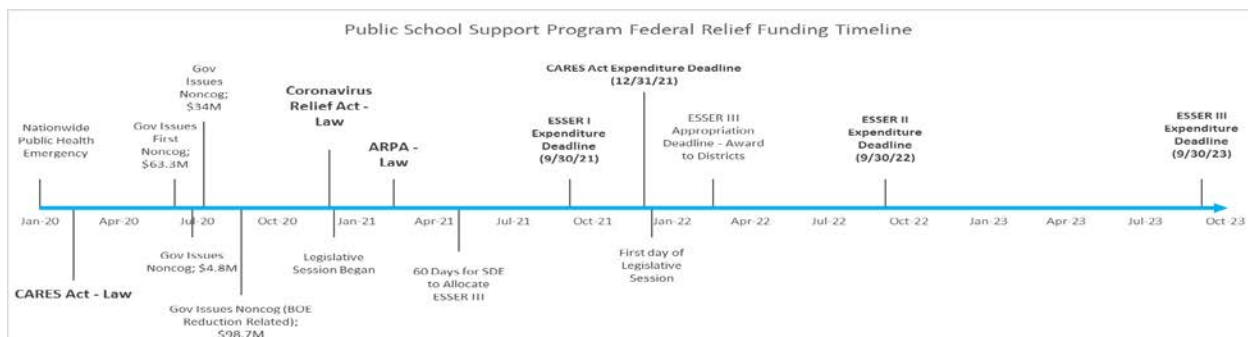 Public School Support Program Federal Relief Funding Timeline
Gov
Issues
Noncog;
$34M
CARES Act Expenditure Deadline
(12/31/21)
Coronavirus
Relief Act -
Law
Nationwide
Public Health
Emergency
Gov Issues
First
Noncog;
$63.3M
ARPA -
Law
ESSER I
Expenditure
Deadline
(9/30/21)
ESSER III
Appropriation
Deadline - Award
to Districts
ESSER II
Expenditure
Deadline
(9/30/22)
ESSER III
Expenditure
Deadline
(9/30/23)
Jan-20 Apr-20 Jul-20 Oct-20 Jan-21 Apr-21 Jul-21 Oct-21 Jan-22 Apr-22 Jul-22 Oct-22 Jan-23 Apr-23 Jul-23 Oct-23
CARES Act - Law
Gov Issues
Noncog; $4.8M
Gov Issues Noncog (BOE
Reduction Related);
$98.7M
Legislative
Session Began
60 Days for SDE
to Allocate
ESSER III
First day of
Legislative
Session